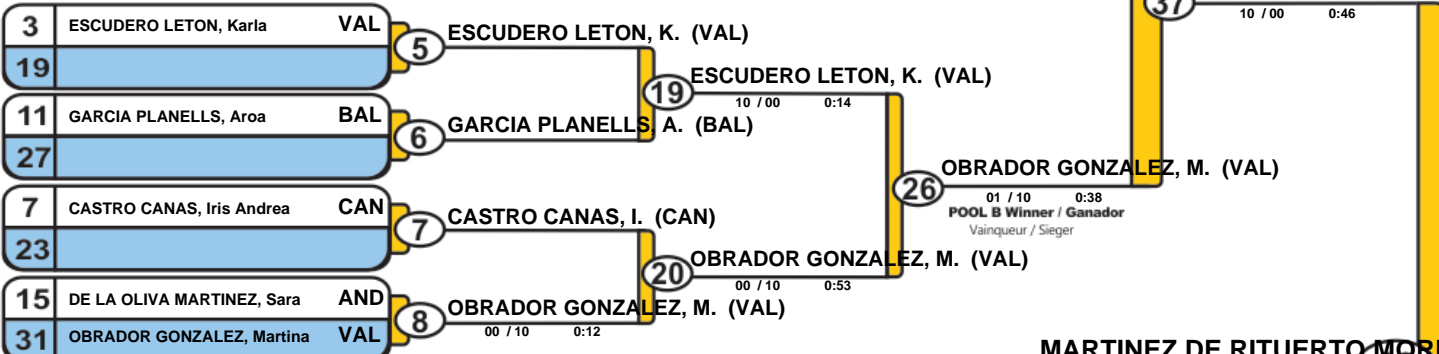 3 ESCUDERO LETON, Karla VAL
19
5
ESCUDERO LETON, K. (VAL)
11 GARCIA PLANELLS, Aroa BAL
27
6
GARCIA PLANELLS, A. (BAL)
19
ESCUDERO LETON, K. (VAL)
10 / 00 0:14
7 CASTRO CANAS, Iris Andrea CAN
23
7
CASTRO CANAS, I. (CAN)
15 DE LA OLIVA MARTINEZ, Sara AND
31 OBRADOR GONZALEZ, Martina VAL
8
OBRADOR GONZALEZ, M. (VAL)
00 / 10 0:12
20
OBRADOR GONZALEZ, M. (VAL)
00 / 10 0:53
26
OBRADOR GONZALEZ, M. (VAL)
01 / 10 0:38
POOL B Winner / Ganador
Vainqueur / Sieger
37
10 / 00 0:46
MARTINEZ DE RITUERTO MOR